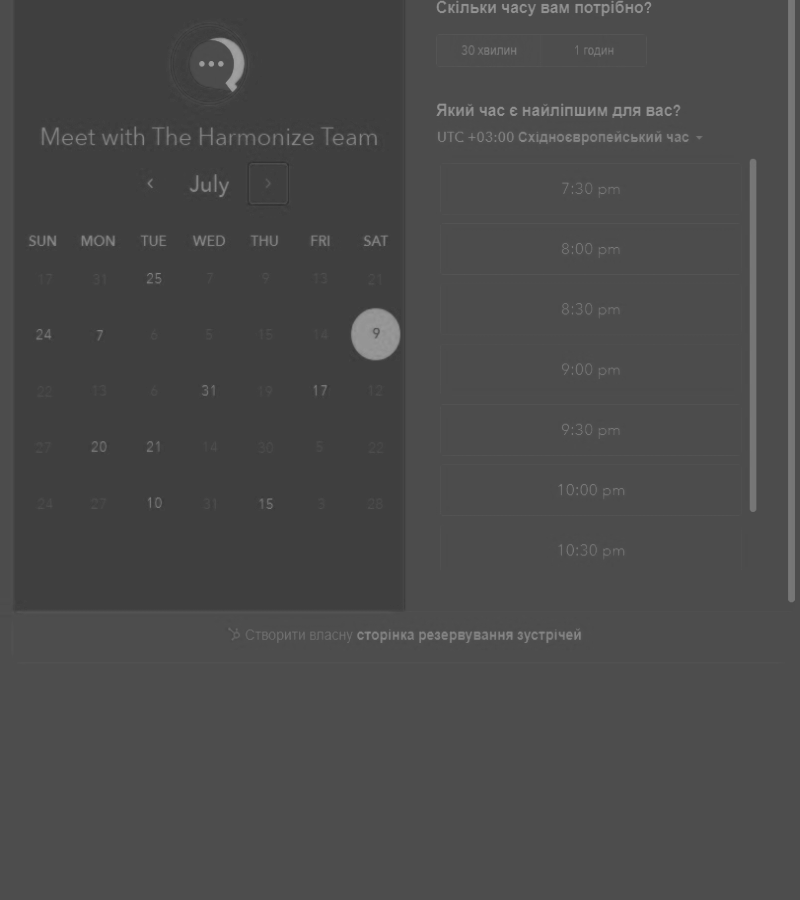 Meet with The Harmonize Team
July
SUN MON TUE WED THU FRI SAT
17 31 25 7 9 13 21
24 7 6 5 15 14 9
22 13 6 31 19 17 12
27 20 21 14 30 5 22
24 27 10 31 15 3 28
Скільки часу вам потрібно?
30 хвилин 1 годин
Який час є найліпшим для вас?
UTC +03:00 Східноєвропейський час
7:30 pm
8:00 pm
8:30 pm
9:00 pm
9:30 pm
10:00 pm
10:30 pm
Створити власну сторінка резервування зустрічей